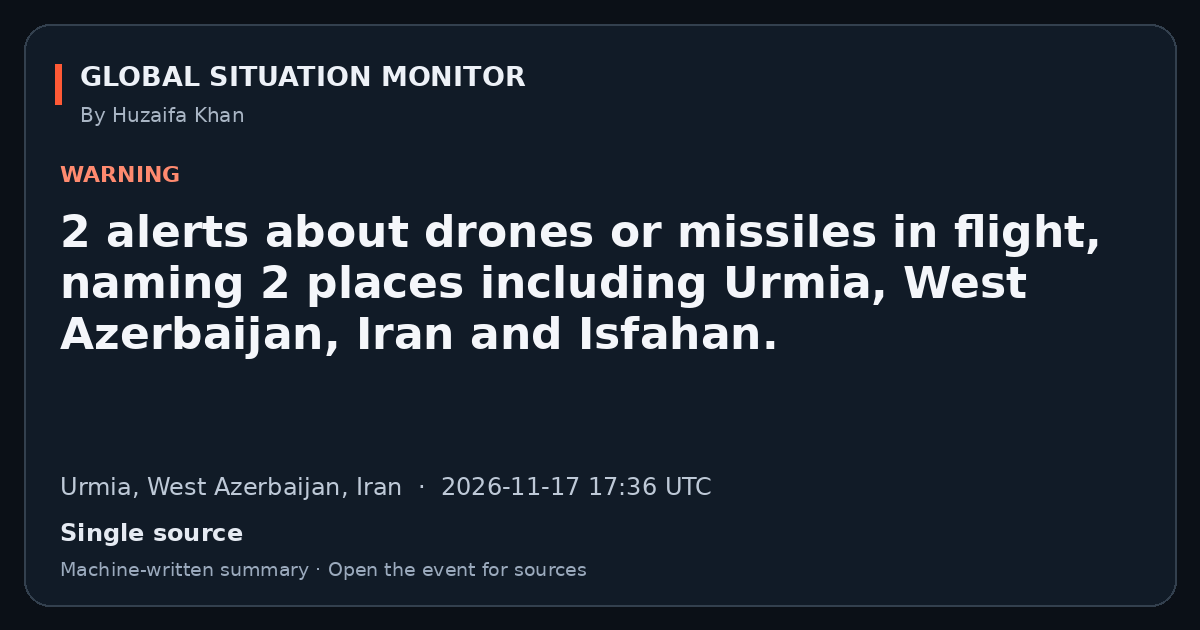 GLOBAL SITUATION MONITOR
By Huzaifa Khan
WARNING
2 alerts about drones or missiles in flight,
naming 2 places including Urmia, West
Azerbaijan, Iran and Isfahan.
Urmia, West Azerbaijan, Iran · 2026-11-17 17:36 UTC
Single source
Machine-written summary · Open the event for sources